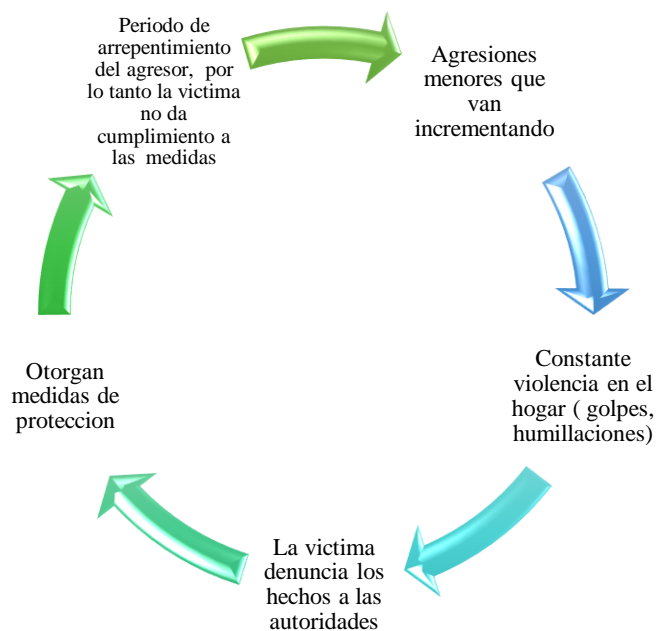 Periodo de
arrepentimiento
del agresor, por
lo tanto la victima
no da
cumplimiento a
las medidas
Agresiones
menores que
van
incrementando
Constante
violencia en el
hogar ( golpes,
humillaciones)
La victima
denuncia los
hechos a las
autoridades
Otorgan
medidas de
proteccion